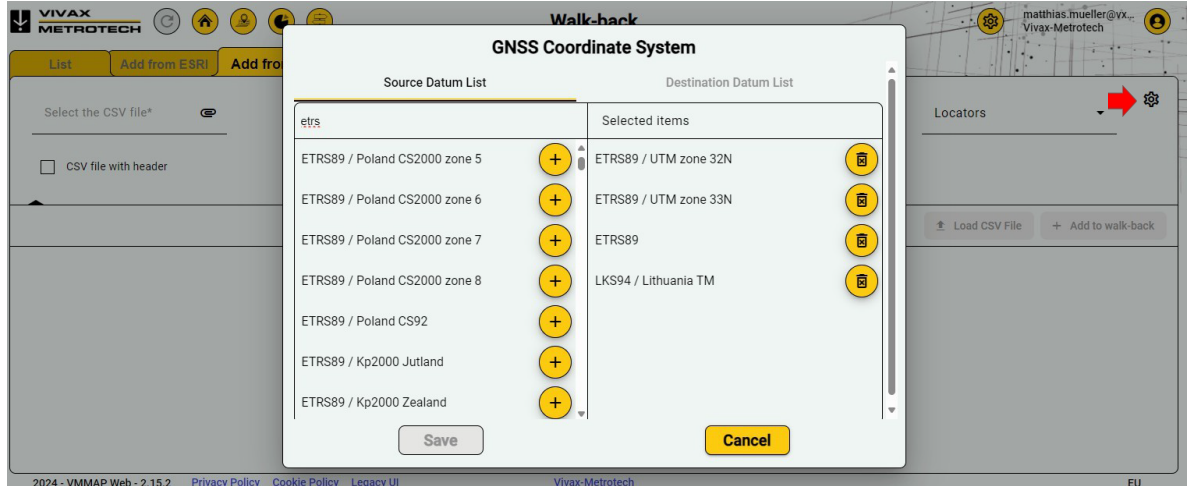 VIVAX
METROTECH
Walk-back
matthias.mueller@vx...
Vivax-Metrotech
List
Add from ESRI
Add fro
GNSS Coordinate System
Source Datum List
Destination Datum List
Select the CSV file*
Locators
etrs
Selected items
CSV file with header
ETRS89 / Poland CS2000 zone 5
ETRS89 / UTM zone 32N
ETRS89 / Poland CS2000 zone 6
ETRS89 / UTM zone 33N
ETRS89 / Poland CS2000 zone 7
ETRS89
Load CSV File
+ Add to walk-back
ETRS89 / Poland CS2000 zone 8
LKS94 / Lithuania TM
ETRS89 / Poland CS92
ETRS89 / Kp2000 Jutland
ETRS89 / Kp2000 Zealand
Save
Cancel
2024 - VMMAP Web - 2.15.2 Privacy Policy Cookie Policy Legacy UI Vivax-Metrotech EU